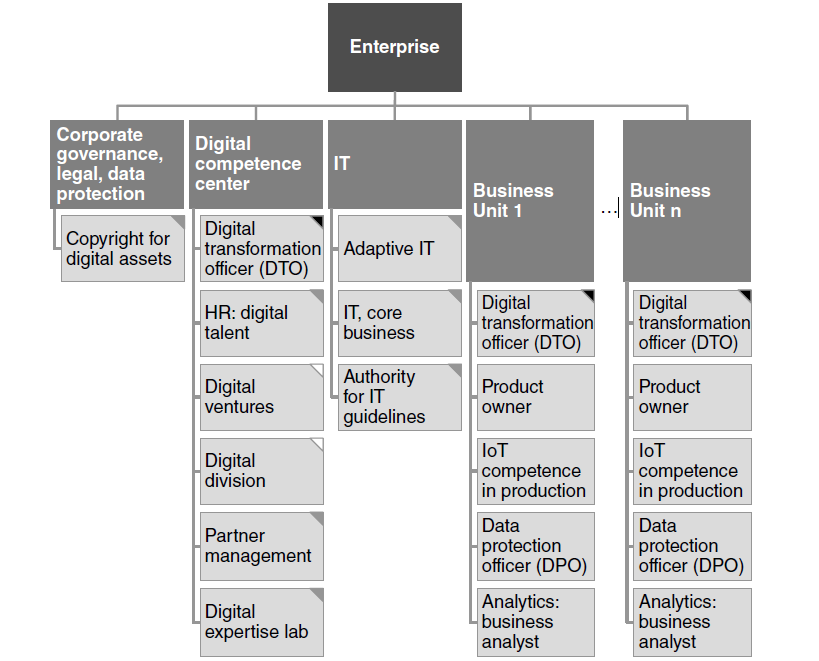 Enterprise
Corporate
governance,
legal, data
protection
Copyright for
digital assets
Digital
competence
center
Digital
transformation
officer (DTO)
HR: digital
talent
Digital
ventures
Digital
division
Partner
management
Digital
expertise lab
IT
Adaptive IT
IT, core
business
Authority
for IT
guidelines
Business
Unit 1
Digital
transformation
officer (DTO)
Product
owner
IoT
competence
in production
Data
protection
officer (DPO)
Analytics:
business
analyst
...
Business
Unit n
Digital
transformation
officer (DTO)
Product
owner
IoT
competence
in production
Data
protection
officer (DPO)
Analytics:
business
analyst